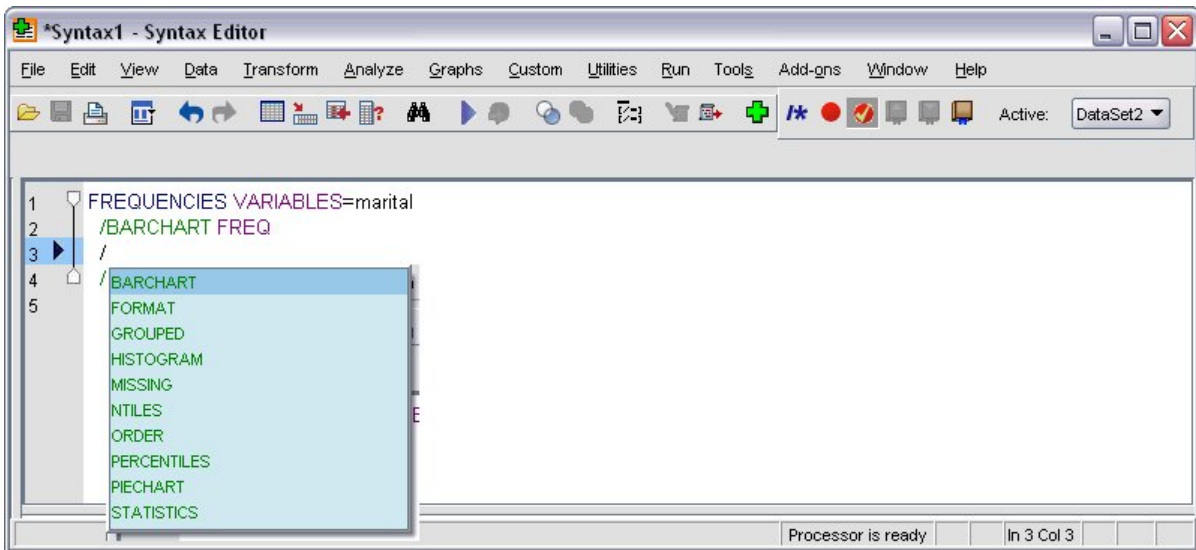 *Syntax1 - Syntax Editor
File Edit View Data Transform Analyze Graphs Custom Utilities Run Tools Add-ons Window Help
Active: DataSet2
1 FREQUENCIES VARIABLES=marital
2 /BARCHART FREQ
3 /
4 /
5
BARCHART
FORMAT
GROUPED
HISTOGRAM
MISSING
NTILES
ORDER
PERCENTILES
PIECHART
STATISTICS
Processor is ready In 3 Col 3